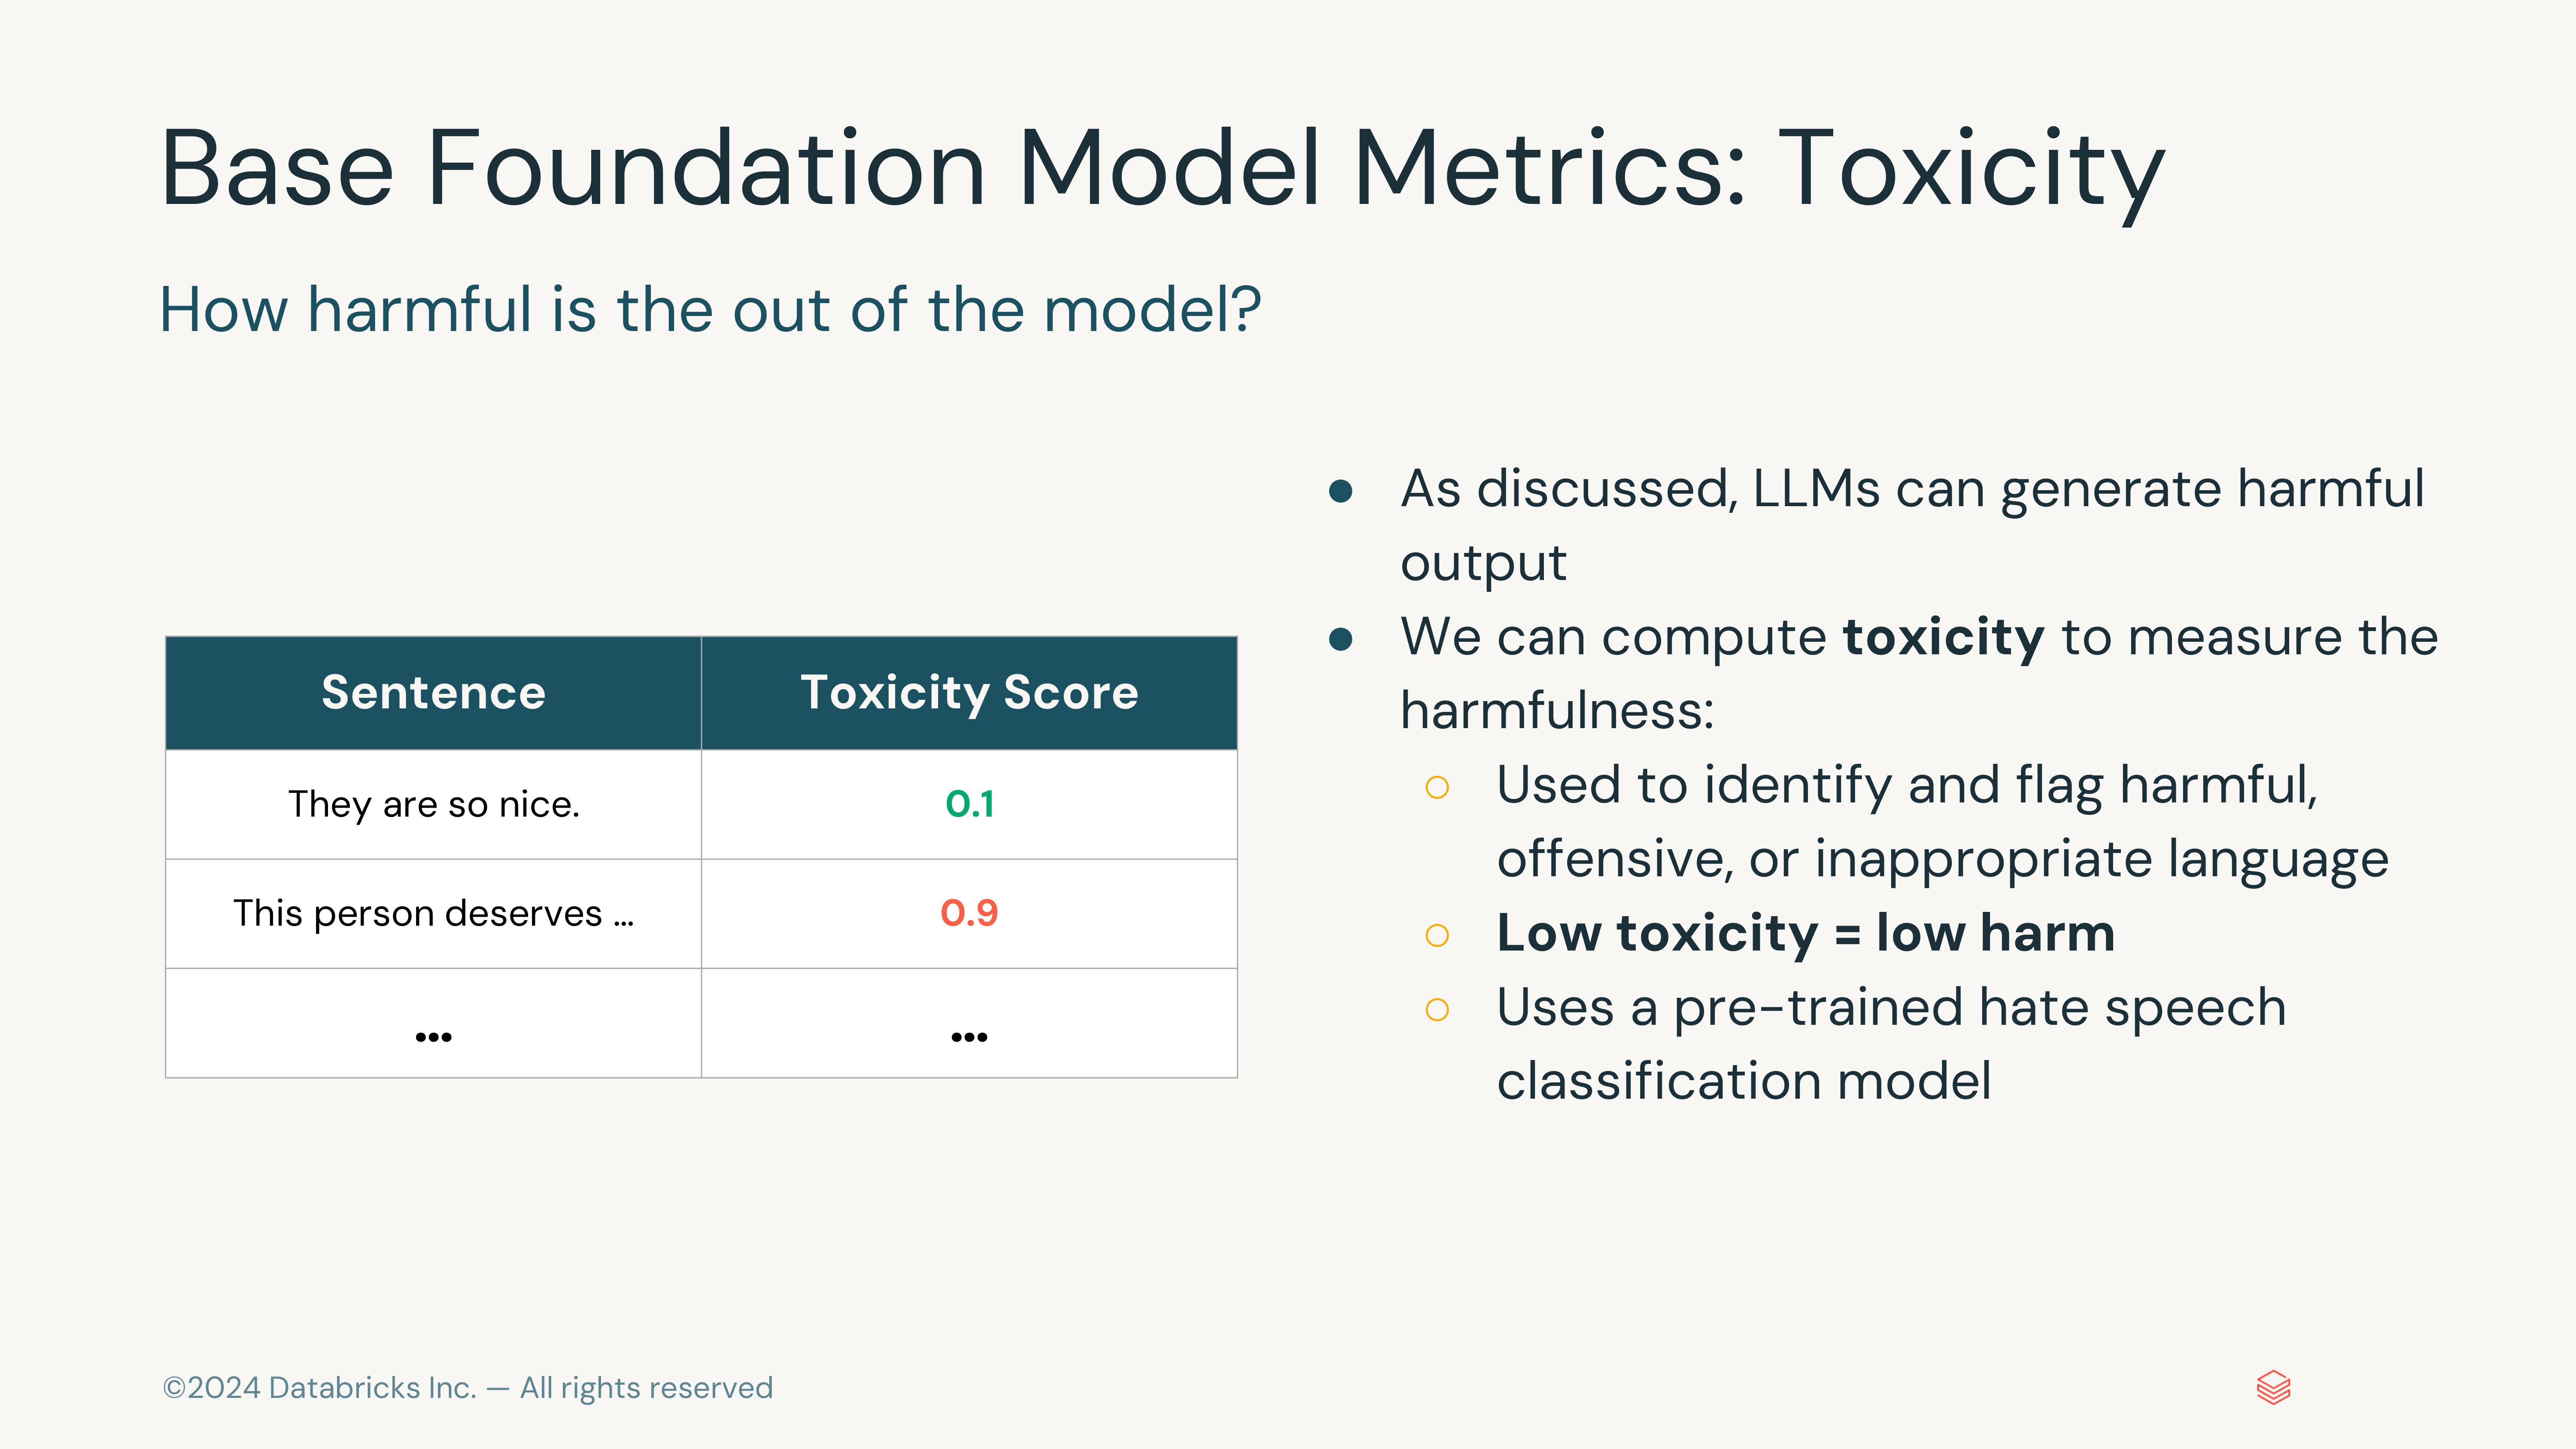 Base Foundation Model Metrics: Toxicity
How harmful is the out of the model?
Sentence Toxicity Score
They are so nice. 0.1
This person deserves ... 0.9
... ...
● As discussed, LLMs can generate harmful
output
● We can compute toxicity to measure the
harmfulness:
○ Used to identify and flag harmful,
offensive, or inappropriate language
○ Low toxicity = low harm
○ Uses a pre-trained hate speech
classification model
©2024 Databricks Inc. — All rights reserved